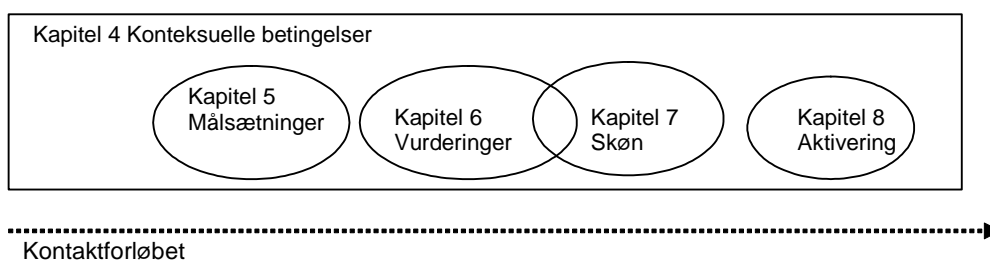 Kapitel 4 Konteksuelle betingelser
Kapitel 5
Målsætninger
Kapitel 6
Vurderinger
Kapitel 7
Skøn
Kapitel 8
Aktivering
Kontaktforløbet